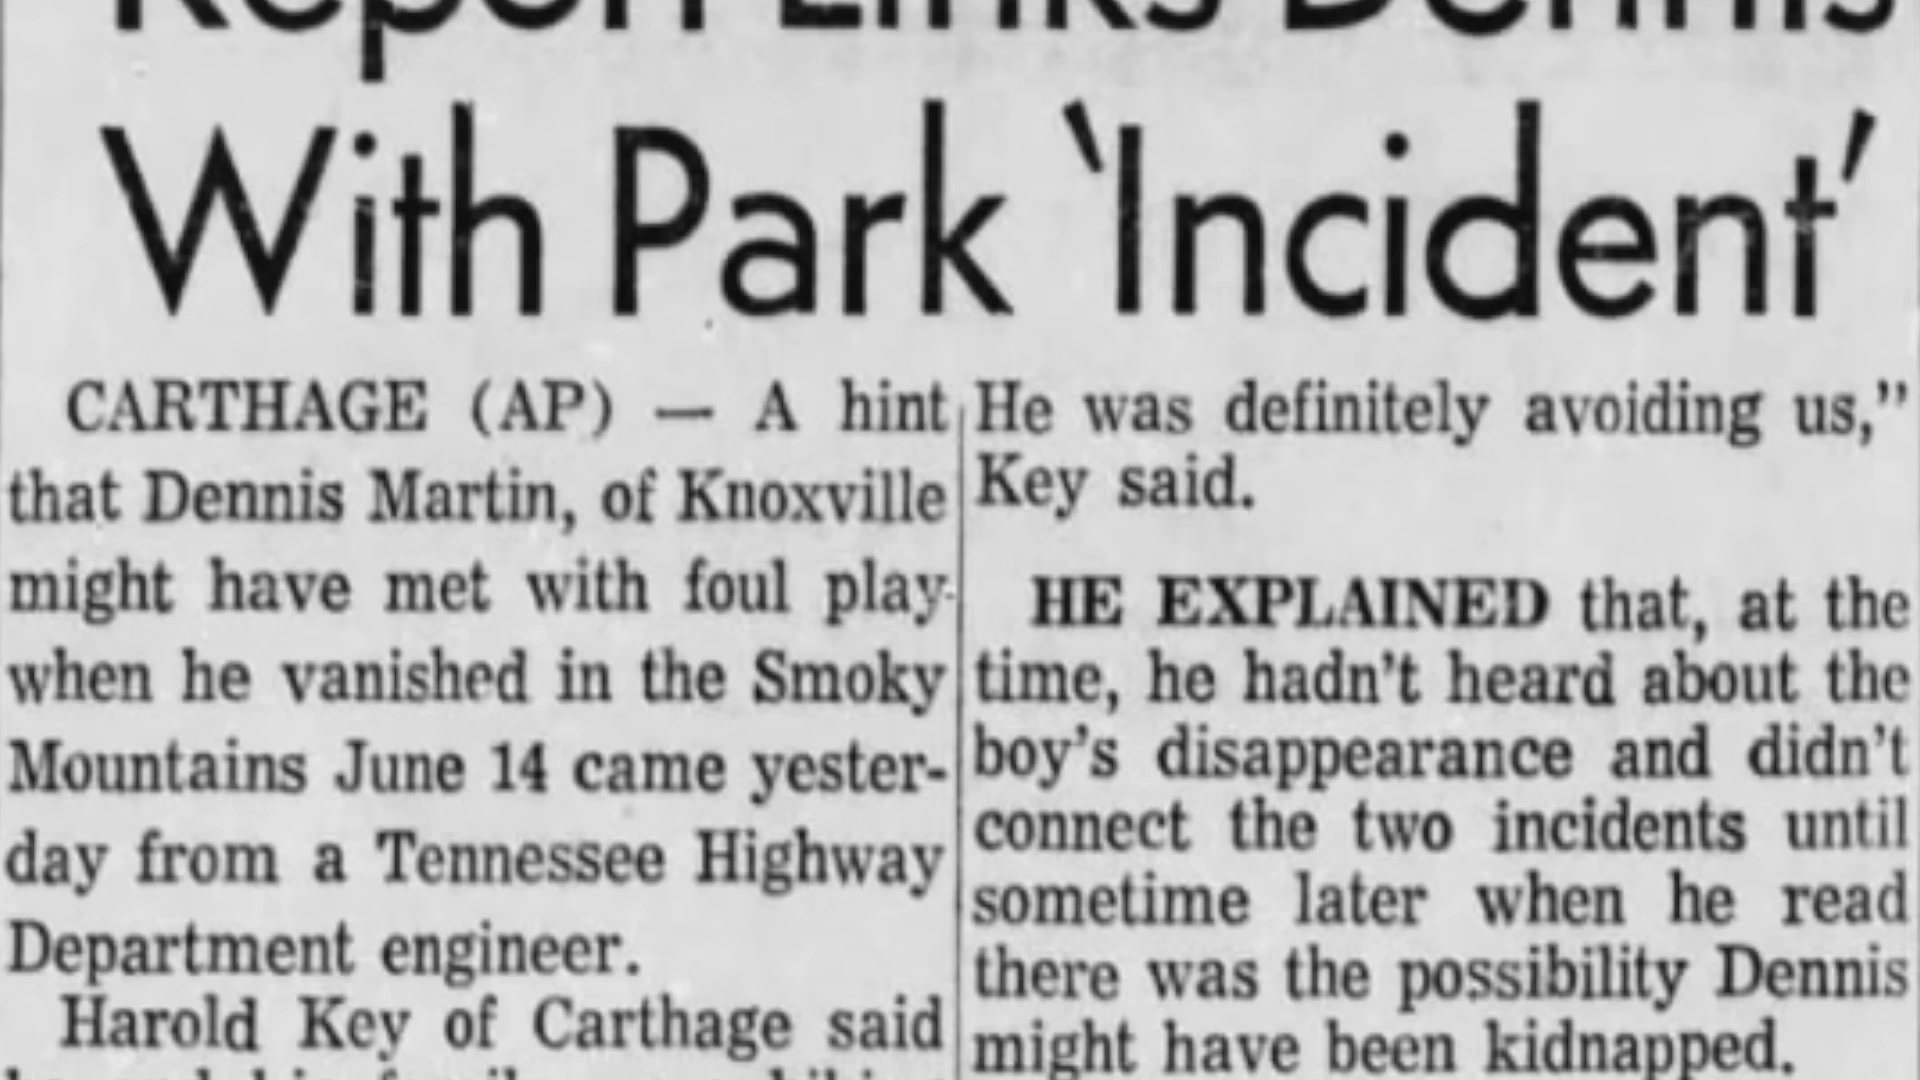 Report Links Dennis
With Park 'Incident'
CARTHAGE (AP) — A hint
that Dennis Martin, of Knoxville
might have met with foul play
when he vanished in the Smoky
Mountains June 14 came yester-
day from a Tennessee Highway
Department engineer.
Harold Key of Carthage said
He was definitely avoiding us,"
Key said.
HE EXPLAINED that, at the
time, he hadn't heard about the
boy's disappearance and didn't
connect the two incidents until
sometime later when he read
there was the possibility Dennis
might have been kidnapped.